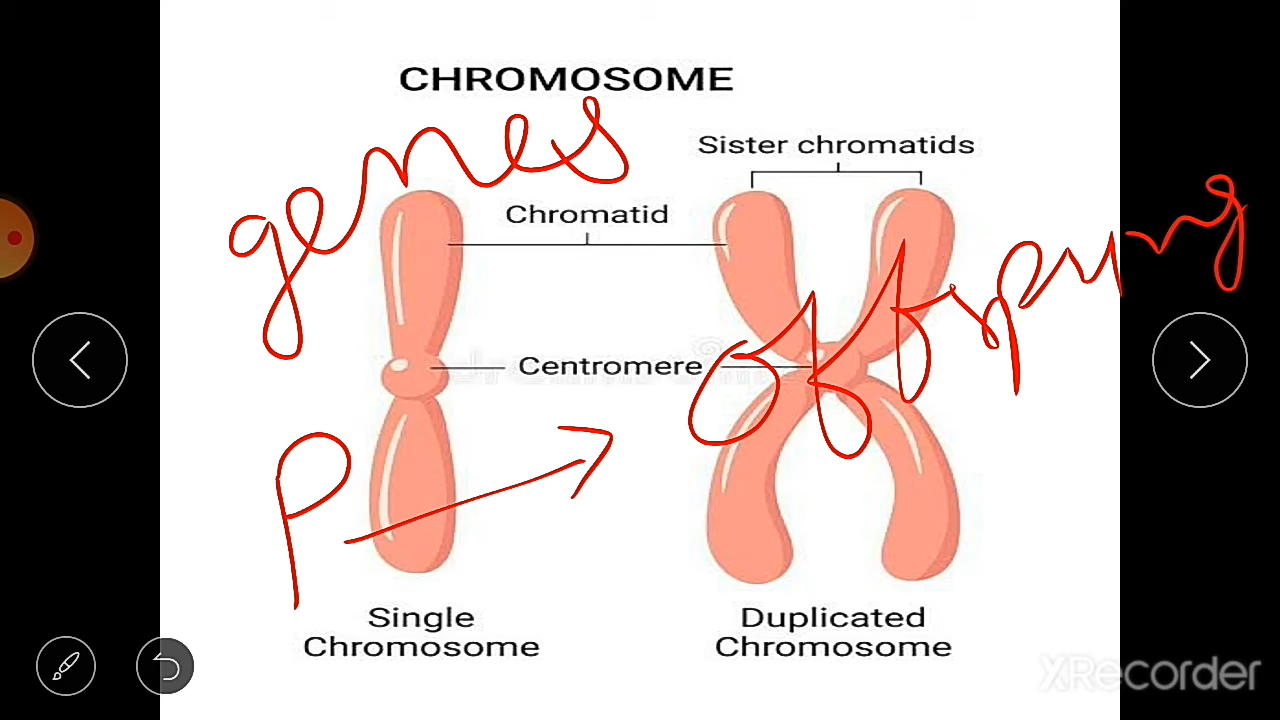 CHROMOSOME
genes
Sister chromatids
Chromatid
Centromere
P → offspring
Single
Chromosome
Duplicated
Chromosome
XRecorder